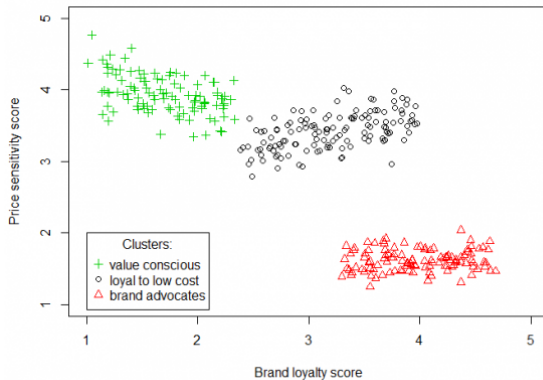 5
4
3
2
1
Price sensitivity score
Clusters:
value conscious
loyal to low cost
brand advocates
1 2 3 4 5
Brand loyalty score